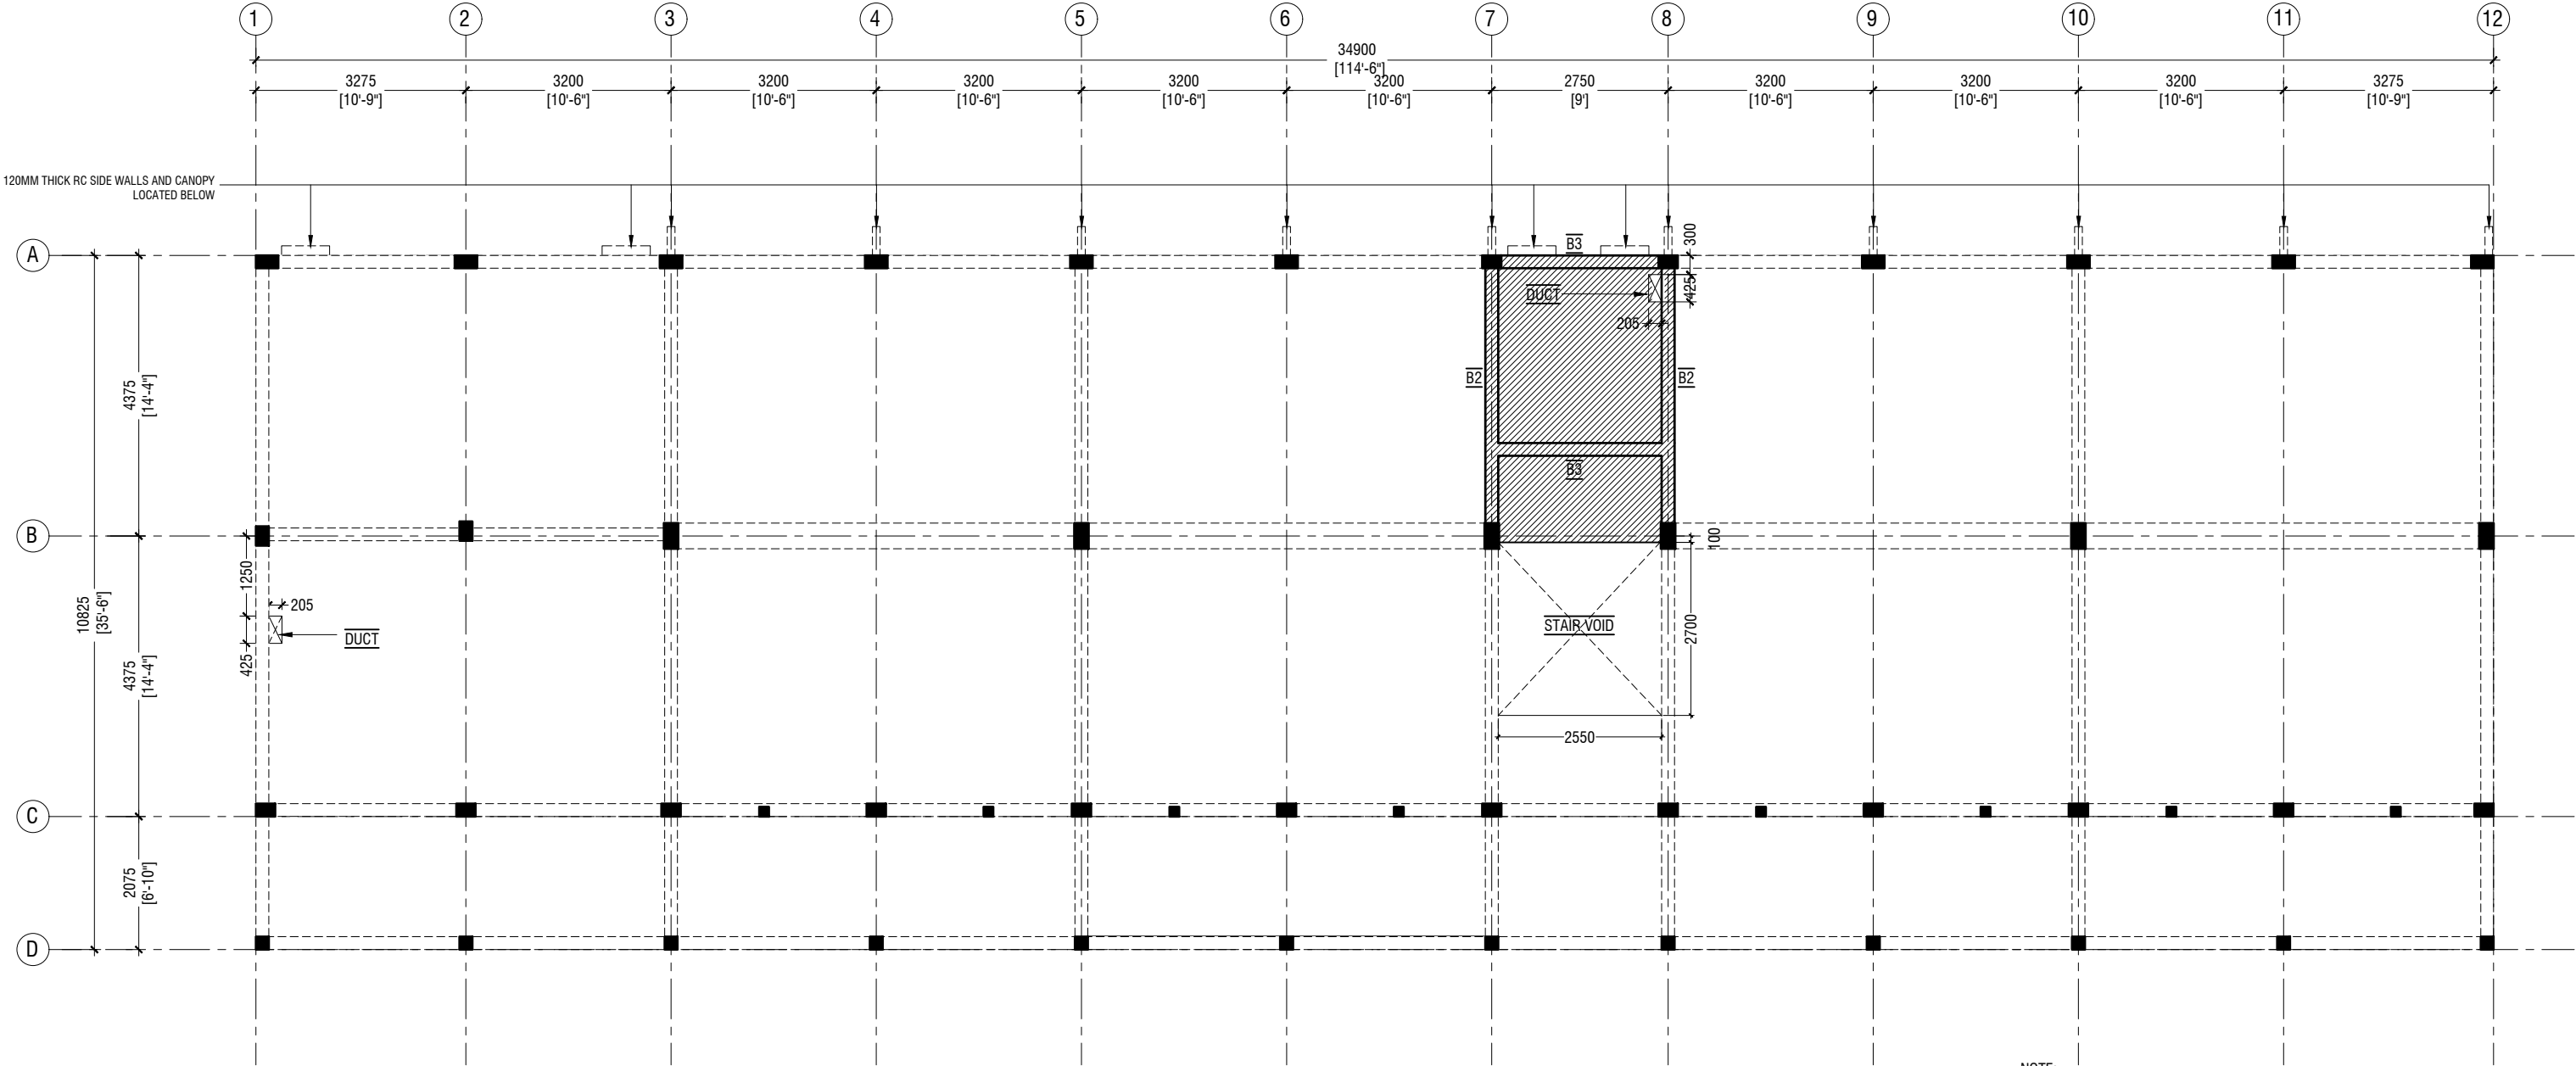 1 2 3 4 5 6 7 8 9 10 11 12
34900
[114'-6"]
3275 3200 3200 3200 3200 3200 2750 3200 3200 3200 3275
[10'-9"] [10'-6"] [10'-6"] [10'-6"] [10'-6"] [10'-6"] [9'] [10'-6"] [10'-6"] [10'-6"] [10'-9"]
120MM THICK RC SIDE WALLS AND CANOPY
LOCATED BELOW
A
B3
300
DUCT
425
205
4375
[14'-4"]
B2
B2
B3
B
100
1250
205
10825
[35'-6"]
DUCT
425
STAIR VOID
2700
4375
[14'-4"]
2550
C
2075
[6'-10"]
D